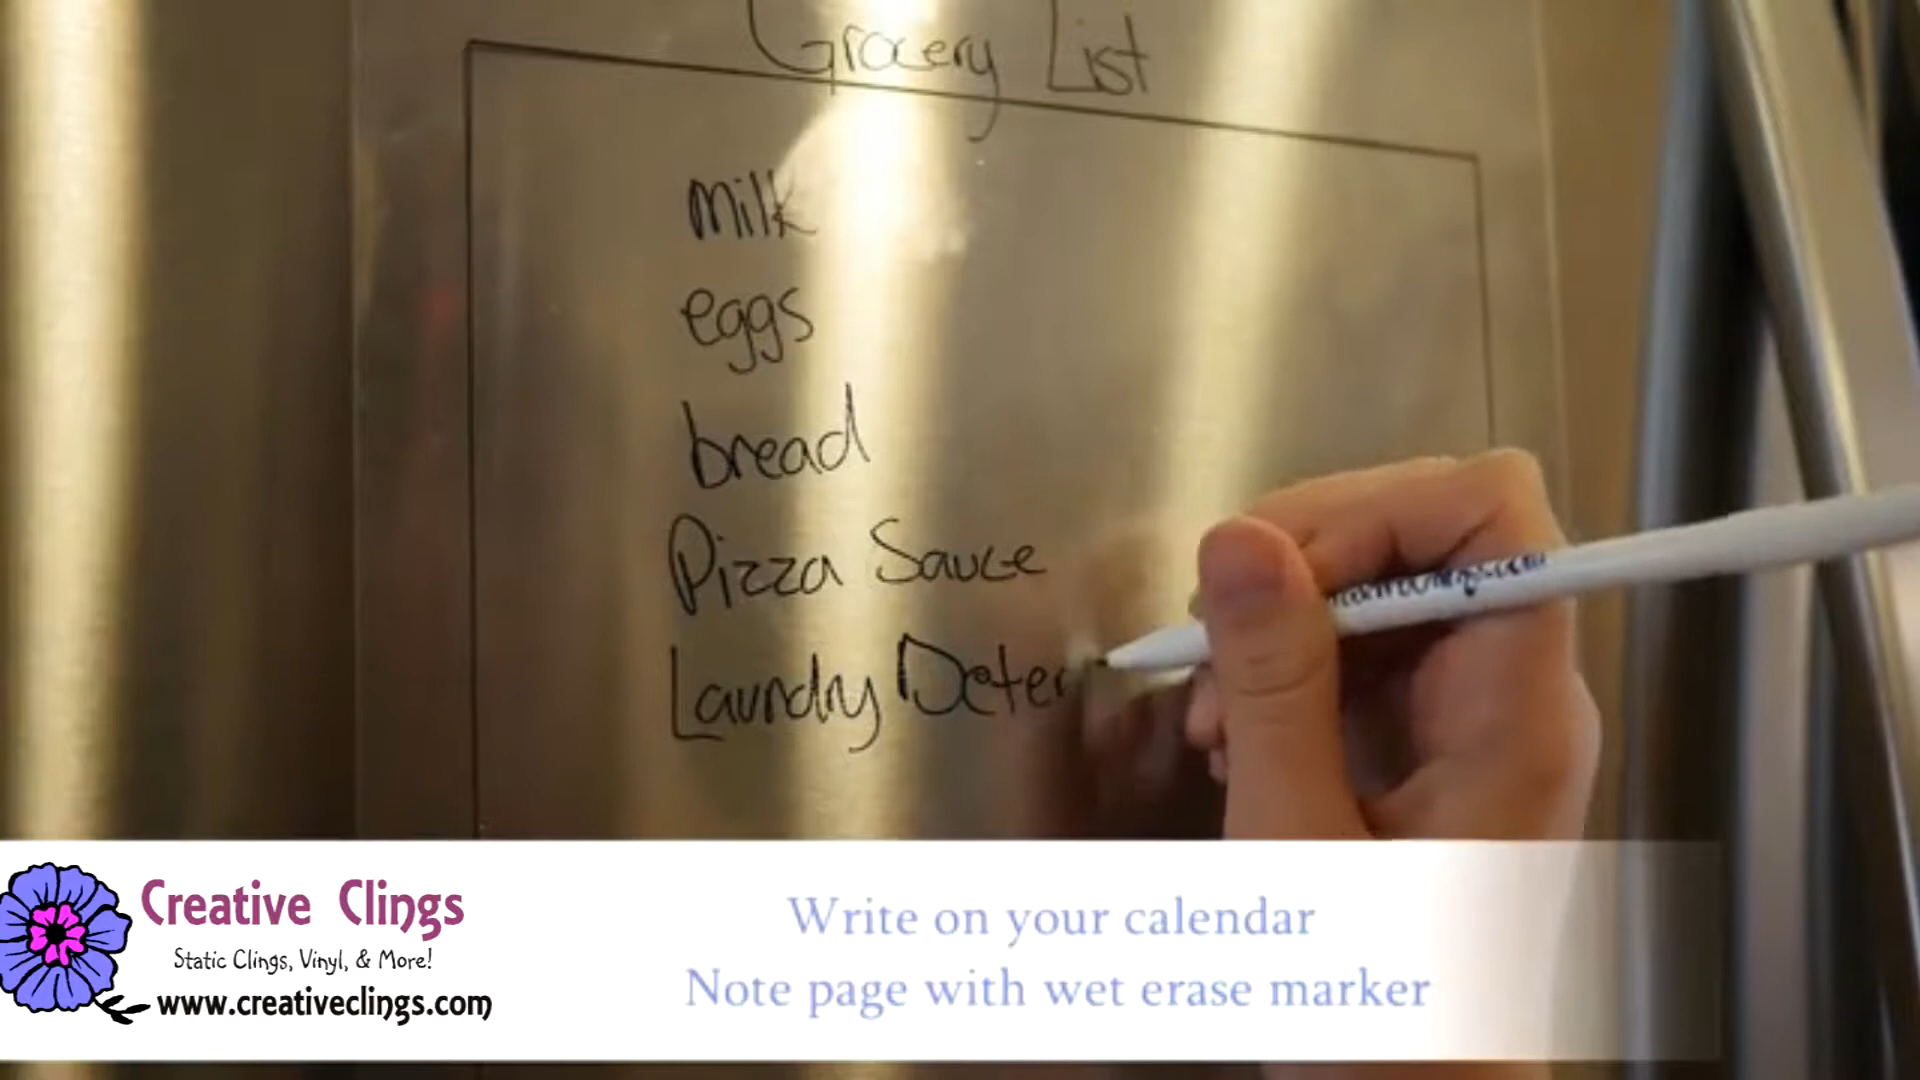 Grocery List
milk
eggs
bread
Pizza Sauce
Laundry Deter
Creative Clings
Static Clings, Vinyl, & More!
www.creativeclings.com
Write on your calendar
Note page with wet erase marker